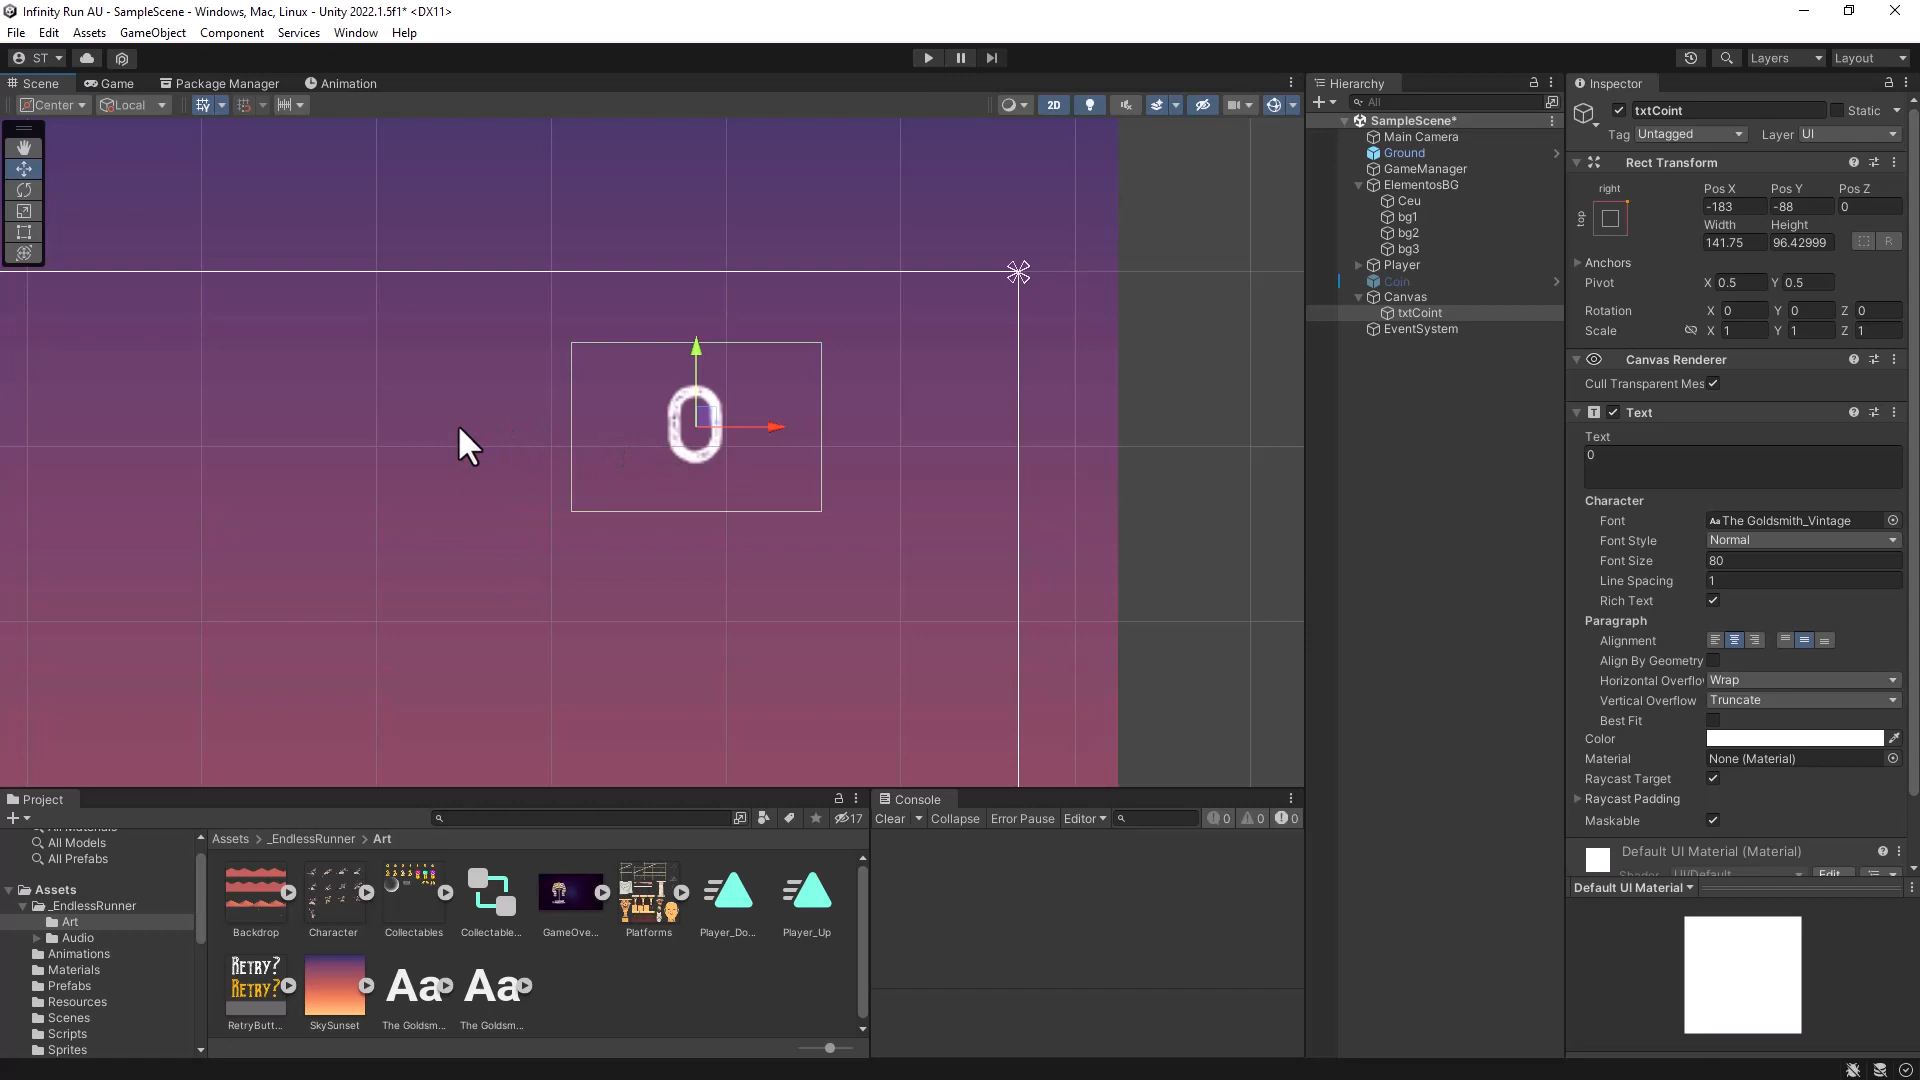 Infinity Run AU - SampleScene - Windows, Mac, Linux - Unity 2022.1.5f1* <DX11>
File Edit Assets GameObject Component Services Window Help
ST
Layers Layout
Scene Game Package Manager Animation
Center Local 2D
0
Hierarchy
All
SampleScene*
Main Camera
Ground
GameManager
ElementosBG
Ceu
bg1
bg2
bg3
Player
Coin
Canvas
txtCoint
EventSystem
Inspector
txtCoint Static
Tag Untagged Layer UI
Rect Transform
right Pos X Pos Y Pos Z
top -183 -88 0
Width Height
141.75 96.42999 R
Anchors
Pivot X 0.5 Y 0.5
Rotation X 0 Y 0 Z 0
Scale X 1 Y 1 Z 1
Canvas Renderer
Cull Transparent Mes
Text
Text
0
Character
Font Aa The Goldsmith_Vintage
Font Style Normal
Font Size 80
Line Spacing 1
Rich Text
Paragraph
Alignment
Align By Geometry
Horizontal Overflo Wrap
Vertical Overflow Truncate
Best Fit
Color
Material None (Material)
Raycast Target
Raycast Padding
Maskable
Default UI Material (Material)
Shader UI/Default Edit
Default UI Material
Project
17
All Materials
All Models
All Prefabs
Assets
_EndlessRunner
Art
Audio
Animations
Materials
Prefabs
Resources
Scenes
Scripts
Sprites
Assets > _EndlessRunner > Art
Backdrop Character Collectables Collectable... GameOve... Platforms Player_Do... Player_Up
RETRY?
RETRY?
Aa Aa
RetryButt... SkySunset The Goldsm... The Goldsm...
Console
Clear Collapse Error Pause Editor 0 0 0